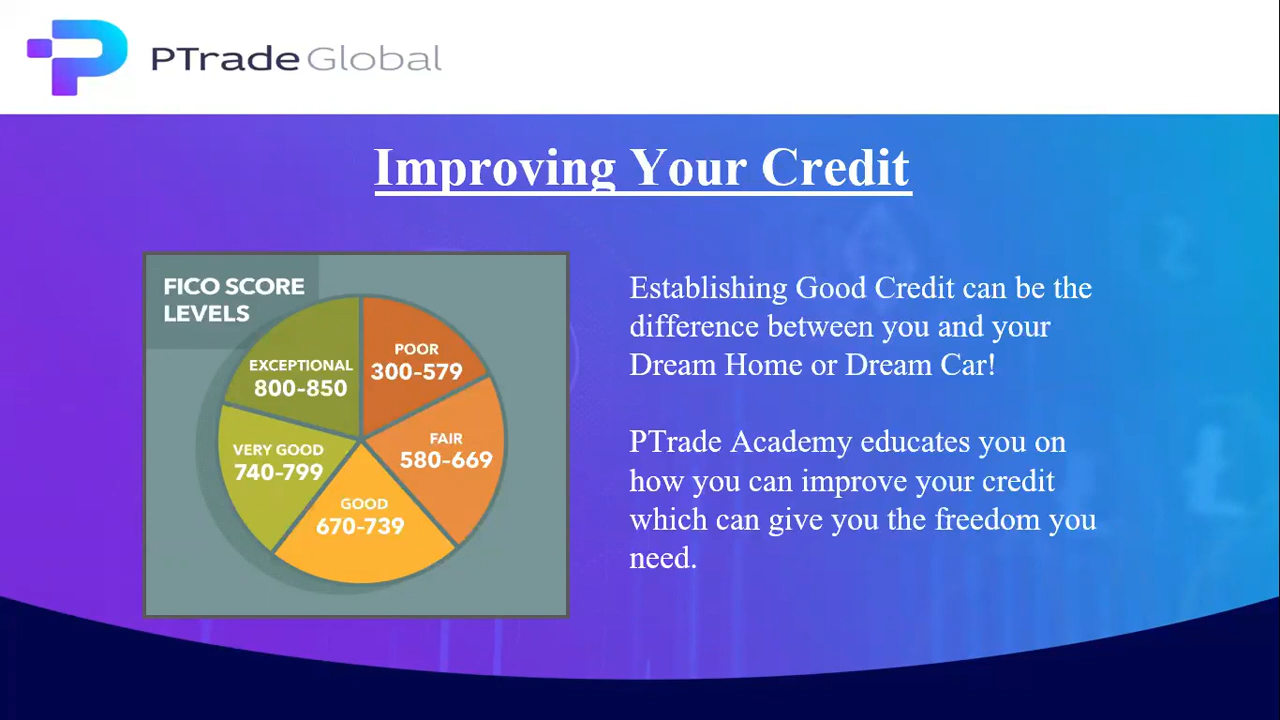 PTrade Global
Improving Your Credit
FICO SCORE
LEVELS
EXCEPTIONAL
800-850
POOR
300-579
VERY GOOD
740-799
FAIR
580-669
GOOD
670-739
Establishing Good Credit can be the
difference between you and your
Dream Home or Dream Car!
PTrade Academy educates you on
how you can improve your credit
which can give you the freedom you
need.